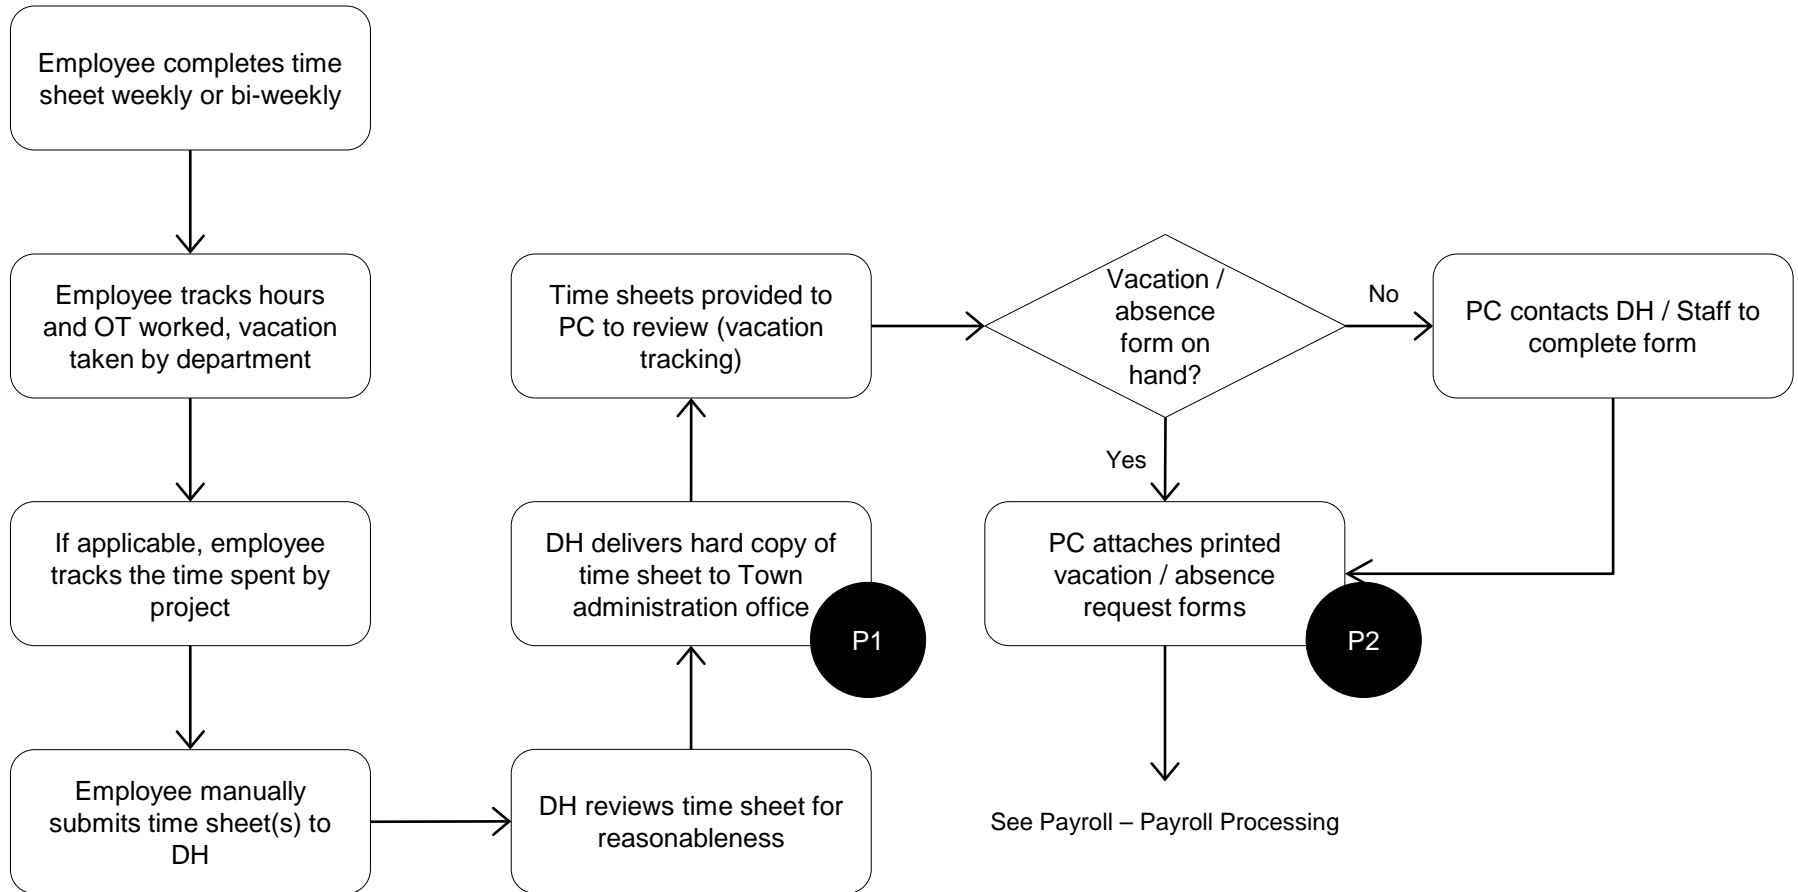 Employee completes time
sheet weekly or bi-weekly
Employee tracks hours
and OT worked, vacation
taken by department
If applicable, employee
tracks the time spent by
project
Employee manually
submits time sheet(s) to
DH
DH reviews time sheet for
reasonableness
DH delivers hard copy of
time sheet to Town
administration office
P1
Time sheets provided to
PC to review (vacation
tracking)
Vacation /
absence
form on
hand?
No
PC contacts DH / Staff to
complete form
Yes
PC attaches printed
vacation / absence
request forms
P2
See Payroll – Payroll Processing